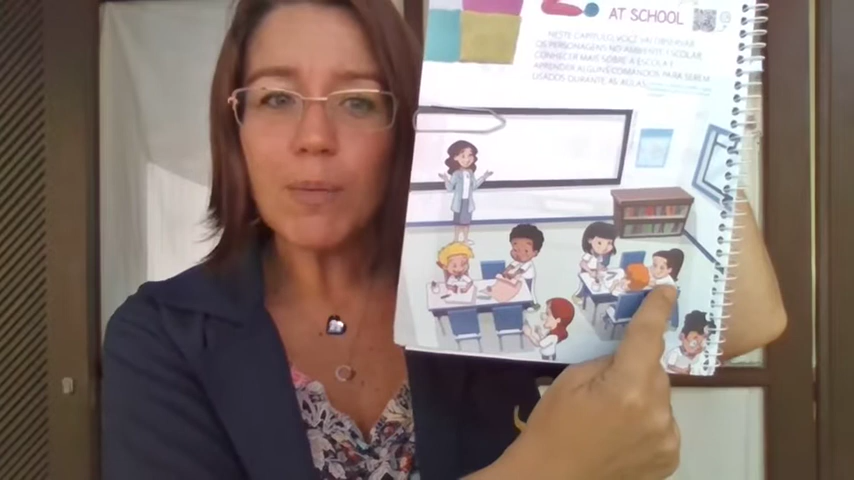 2.
AT SCHOOL
NESTE CAPÍTULO, VOCÊ VAI OBSERVAR
OS PERSONAGENS NO AMBIENTE ESCOLAR,
CONHECER MAIS SOBRE A ESCOLA E
APRENDER ALGUNS COMANDOS PARA SEREM
USADOS DURANTE AS AULAS.